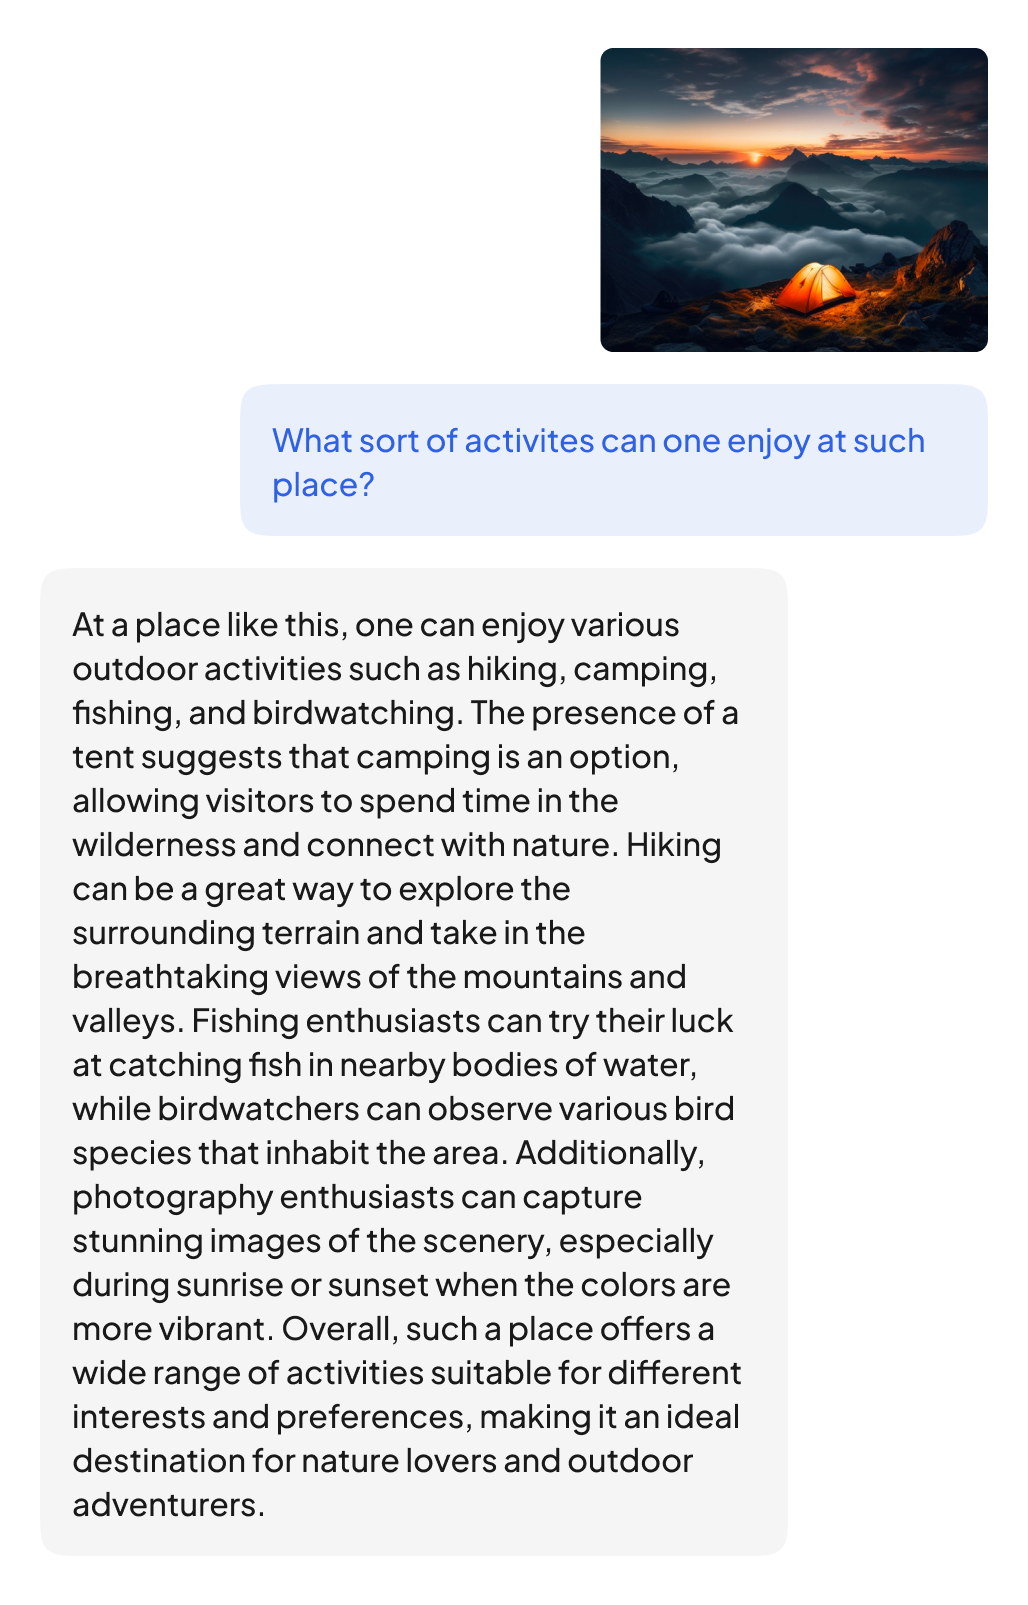 What sort of activites can one enjoy at such
place?
At a place like this, one can enjoy various
outdoor activities such as hiking, camping,
fishing, and birdwatching. The presence of a
tent suggests that camping is an option,
allowing visitors to spend time in the
wilderness and connect with nature. Hiking
can be a great way to explore the
surrounding terrain and take in the
breathtaking views of the mountains and
valleys. Fishing enthusiasts can try their luck
at catching fish in nearby bodies of water,
while birdwatchers can observe various bird
species that inhabit the area. Additionally,
photography enthusiasts can capture
stunning images of the scenery, especially
during sunrise or sunset when the colors are
more vibrant. Overall, such a place offers a
wide range of activities suitable for different
interests and preferences, making it an ideal
destination for nature lovers and outdoor
adventurers.